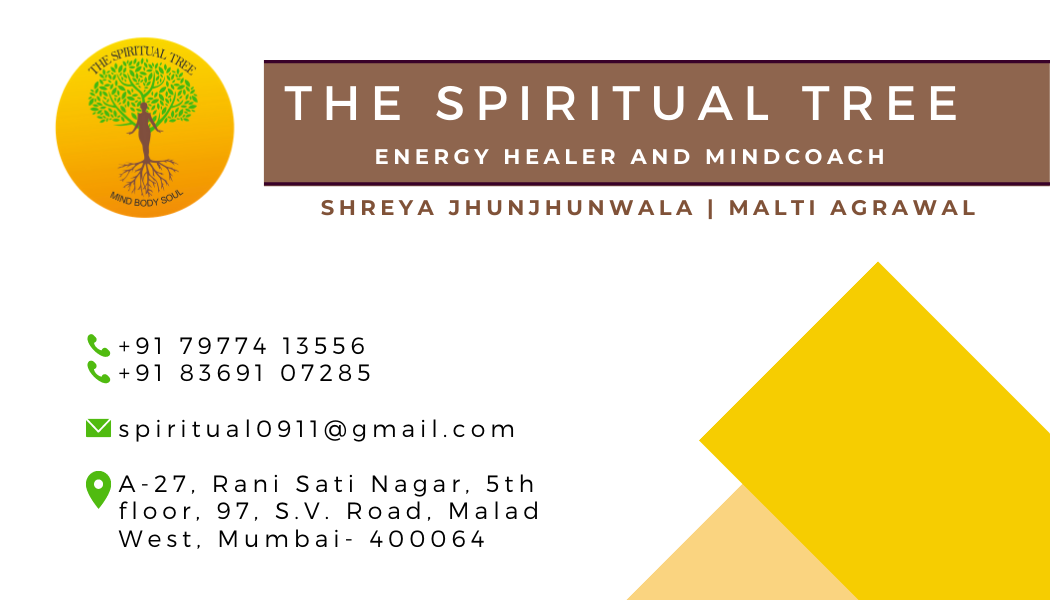 THE SPIRITUAL TREE
MIND BODY SOUL
THE SPIRITUAL TREE
ENERGY HEALER AND MINDCOACH
SHREYA JHUNJHUNWALA | MALTI AGRAWAL
+91 79774 13556
+91 83691 07285
spiritual0911@gmail.com
A-27, Rani Sati Nagar, 5th
floor, 97, S.V. Road, Malad
West, Mumbai- 400064